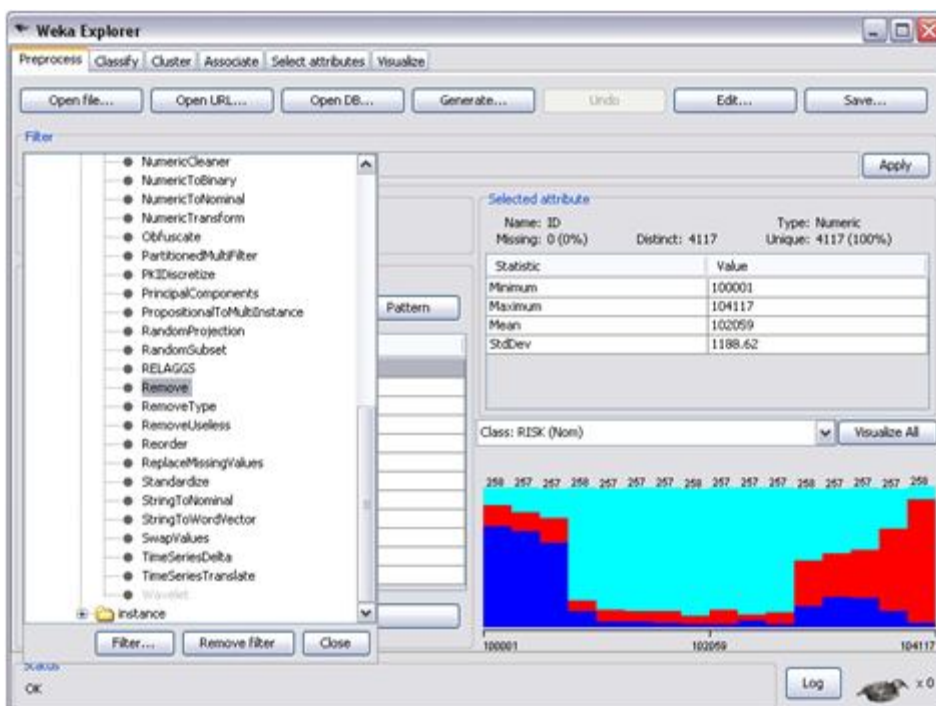 Weka Explorer
Preprocess Classify Cluster Associate Select attributes Visualize
Open file... Open URL... Open DB... Generate... Undo Edit... Save...
Filter
Apply
NumericCleaner
NumericToBinary
NumericToNominal
NumericTransform
Obfuscate
PartitionedMultiFilter
PKIDiscretize
PrincipalComponents
PropositionalToMultiInstance
RandomProjection
RandomSubset
RELAGGS
Remove
RemoveType
RemoveUseless
Reorder
ReplaceMissingValues
Standardize
StringToNominal
StringToWordVector
SwapValues
TimeSeriesDelta
TimeSeriesTranslate
Wavelet
instance
Filter... Remove filter Close
Pattern
Selected attribute
Name: ID Type: Numeric
Missing: 0 (0%) Distinct: 4117 Unique: 4117 (100%)
Statistic Value
Minimum 100001
Maximum 104117
Mean 102059
StdDev 1188.62
Class: RISK (Nom) Visualize All
258 257 257 258 257 257 257 258 257 257 257 258 257 257 257 258
100001 102059 104117
Status
OK
Log x 0